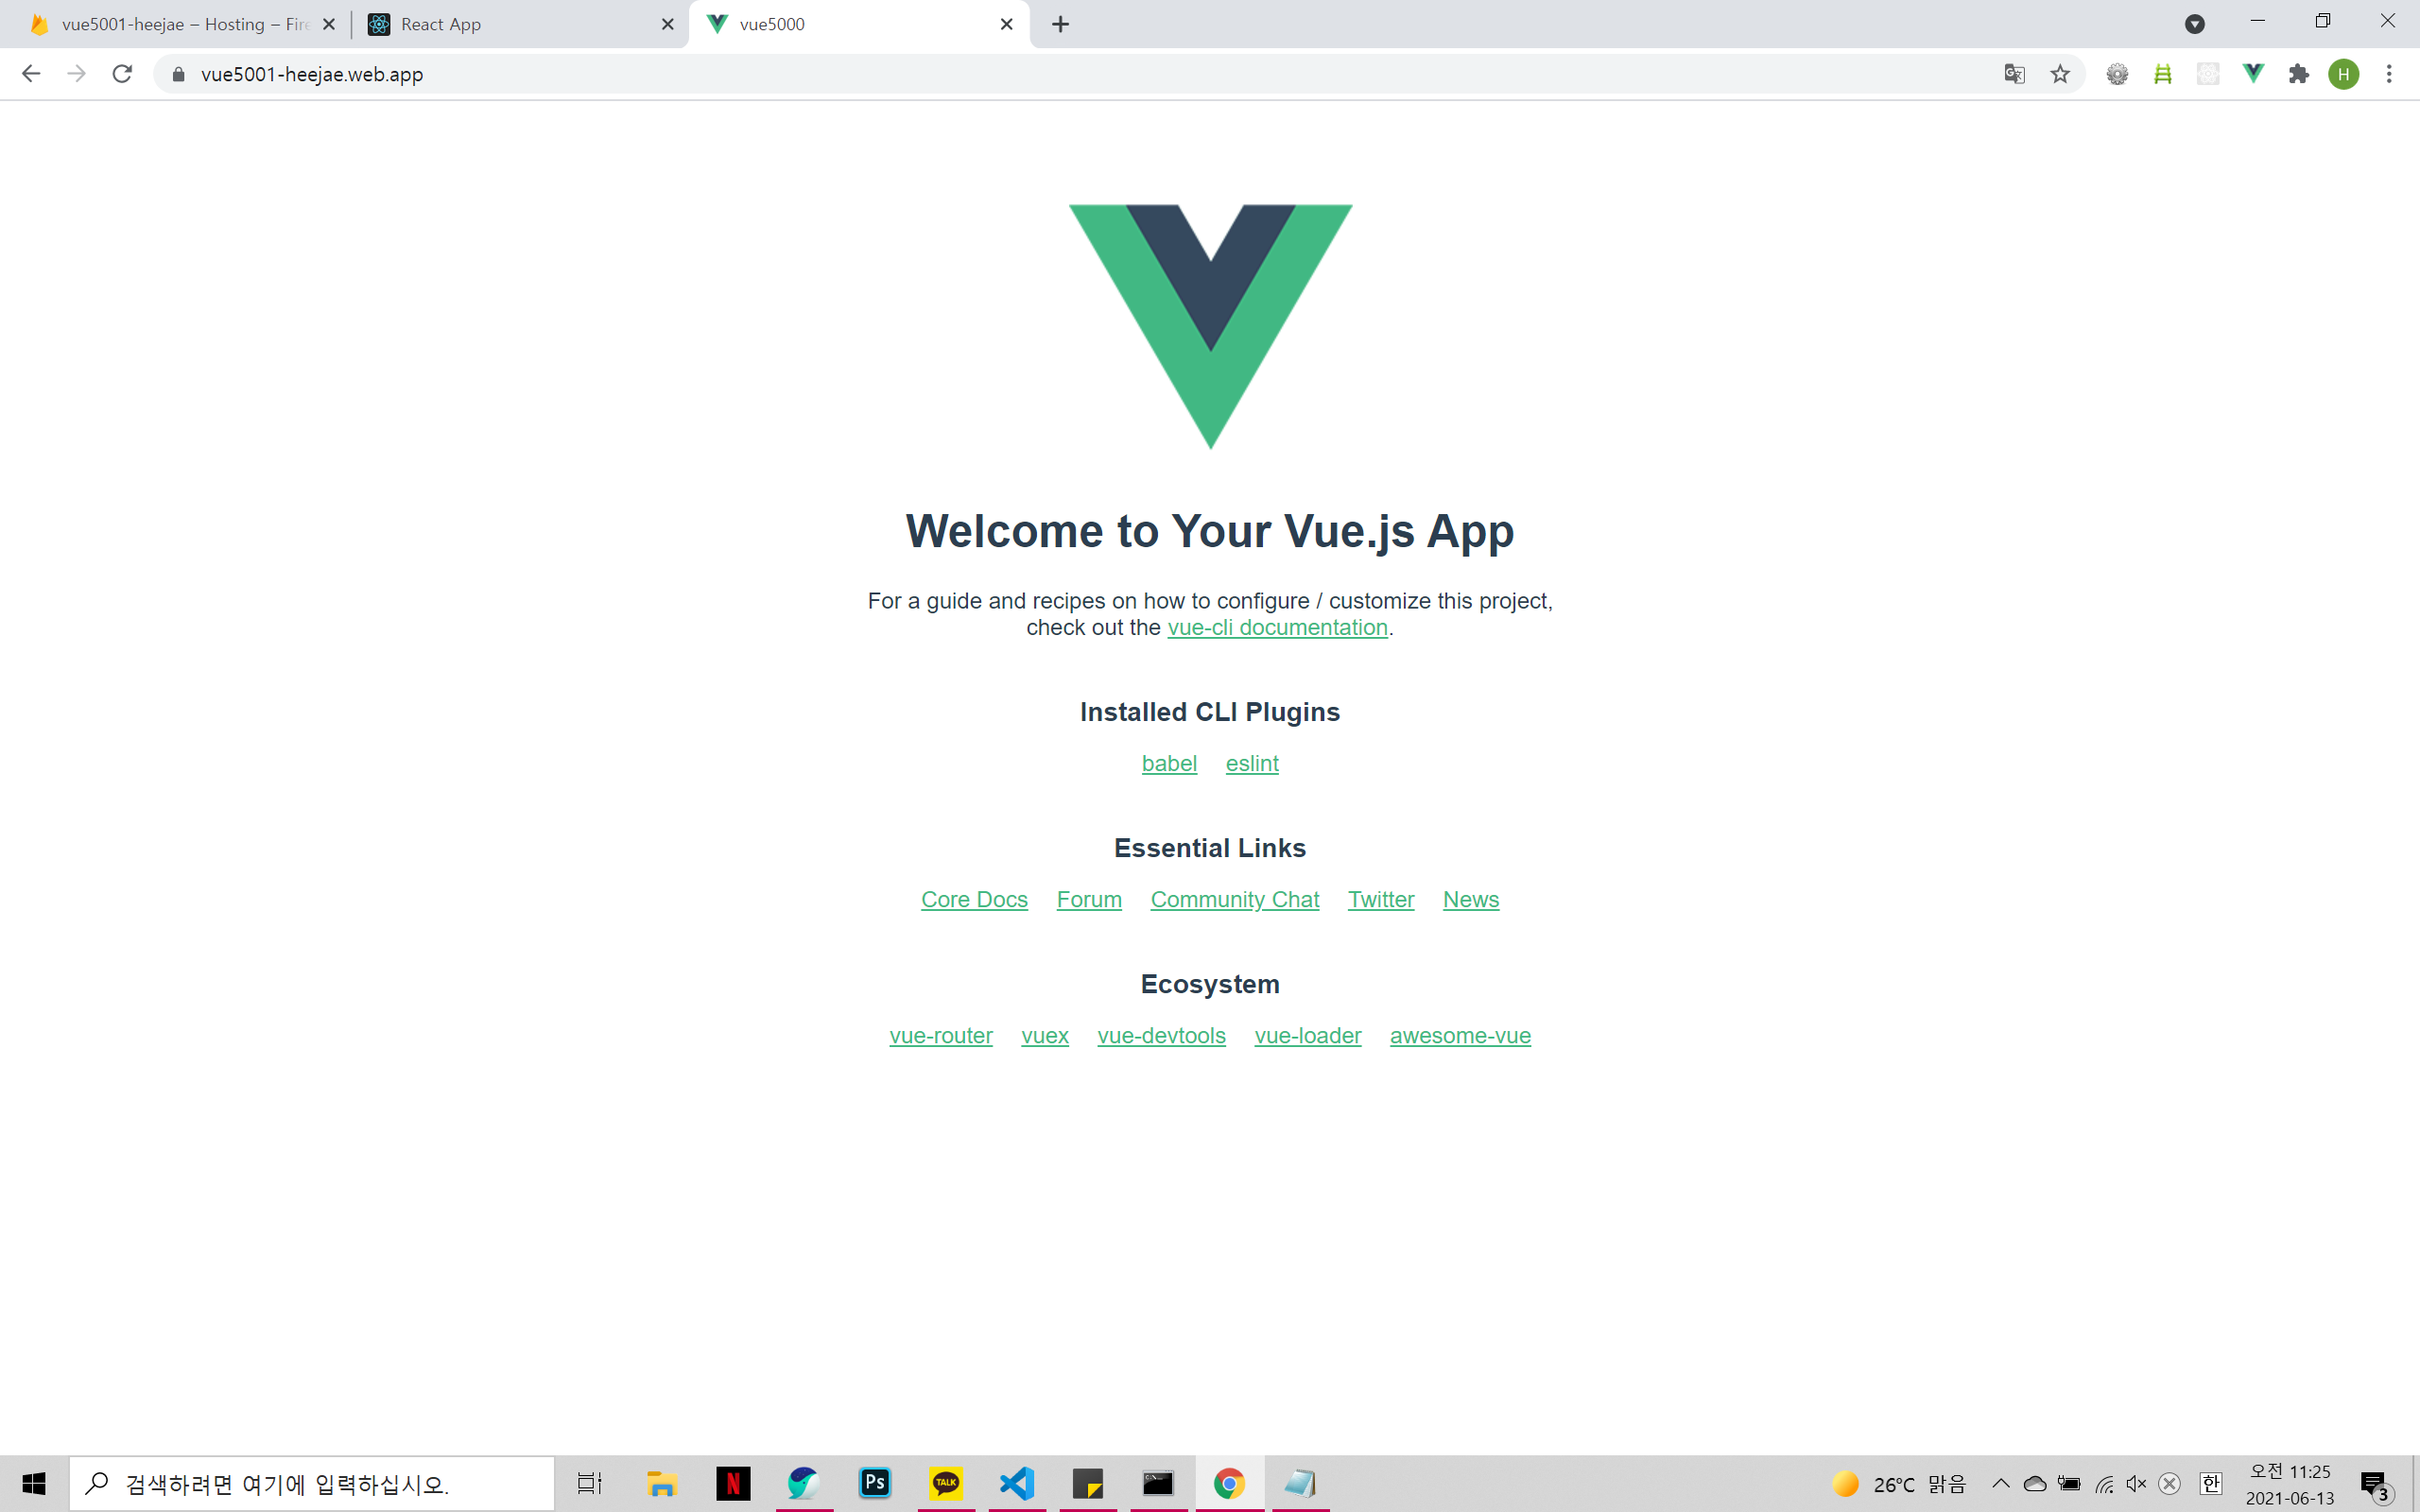 vue5001-heejae – Hosting – Fire
React App
vue5000
vue5001-heejae.web.app
H
Welcome to Your Vue.js App
For a guide and recipes on how to configure / customize this project,
check out the vue-cli documentation.
Installed CLI Plugins
babel eslint
Essential Links
Core Docs Forum Community Chat Twitter News
Ecosystem
vue-router vuex vue-devtools vue-loader awesome-vue
검색하려면 여기에 입력하십시오.
N
Ps
TALK
26°C 맑음
한
오전 11:25
2021-06-13
3